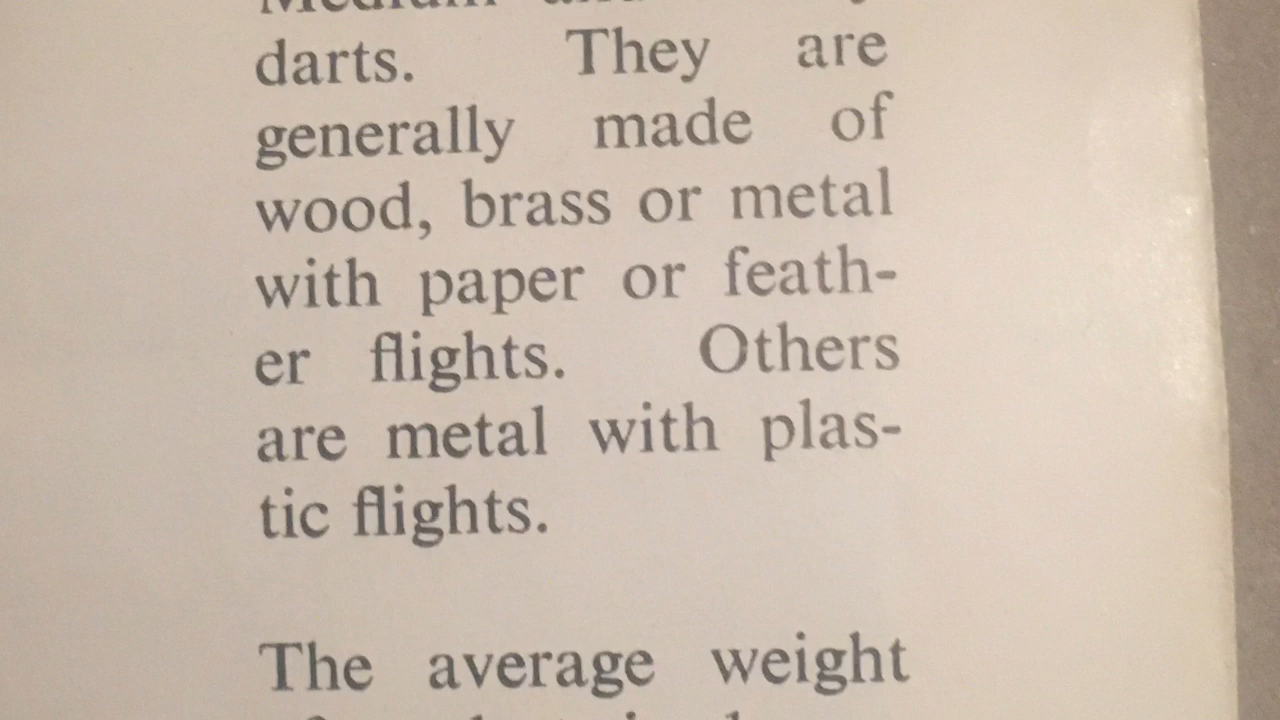 darts. They are
generally made of
wood, brass or metal
with paper or feath-
er flights. Others
are metal with plas-
tic flights.
The average weight